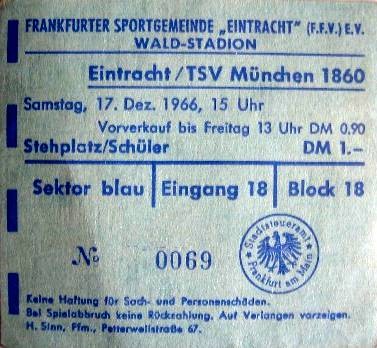 FRANKFURTER SPORTGEMEINDE „EINTRACHT" (F.F.V.) E.V.
WALD-STADION
Eintracht/TSV München 1860
Samstag, 17. Dez. 1966, 15 Uhr
Vorverkauf bis Freitag 13 Uhr DM 0.90
Stehplatz/Schüler DM 1.–
Sektor blau Eingang 18 Block 18
Stadtsteueramt
Frankfurt am Main
№ 0069
Keine Haftung für Sach- und Personenschäden.
Bei Spielabbruch keine Rückzahlung. Auf Verlangen vorzeigen.
H. Sinn, Ffm., Petterweilstraße 67.